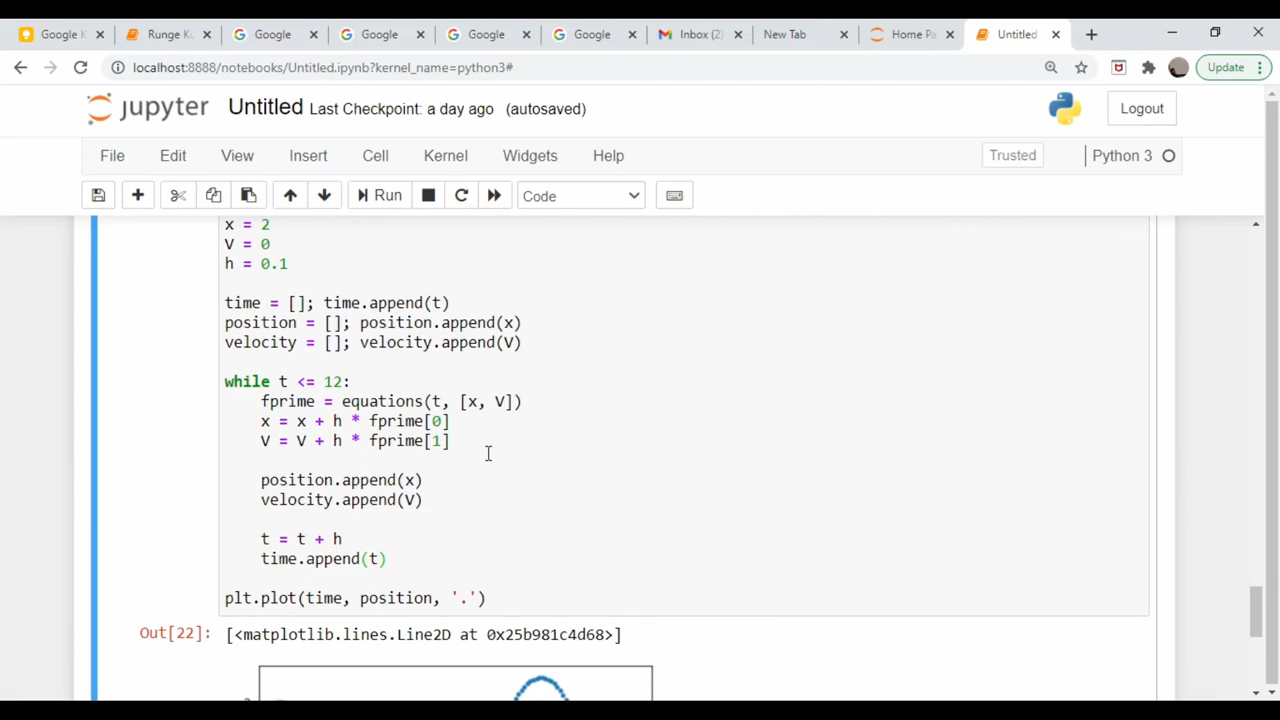 Google K
Runge Ku
Google
Google
Google
Google
Inbox (2)
New Tab
Home Pa
Untitled
localhost:8888/notebooks/Untitled.ipynb?kernel_name=python3#
Update
jupyter Untitled Last Checkpoint: a day ago (autosaved)
Logout
File Edit View Insert Cell Kernel Widgets Help
Trusted
Python 3
Run
Code
x = 2
V = 0
h = 0.1
time = []; time.append(t)
position = []; position.append(x)
velocity = []; velocity.append(V)
while t <= 12:
    fprime = equations(t, [x, V])
    x = x + h * fprime[0]
    V = V + h * fprime[1]
    position.append(x)
    velocity.append(V)
    t = t + h
    time.append(t)
plt.plot(time, position, '.')
Out[22]: [<matplotlib.lines.Line2D at 0x25b981c4d68>]